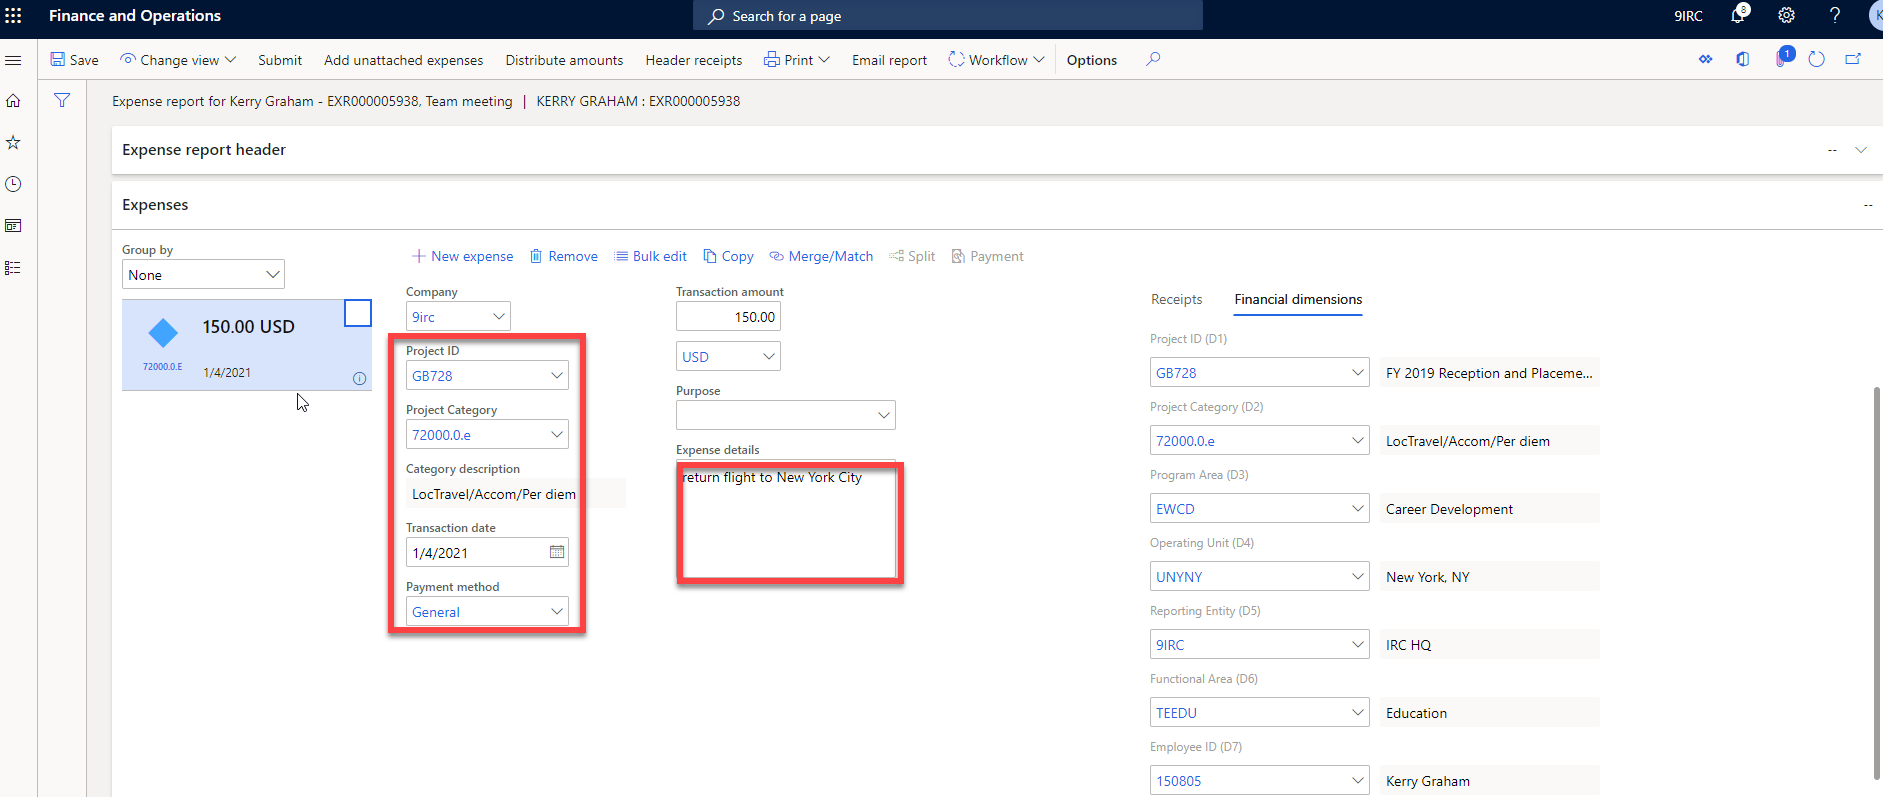 Finance and Operations
Search for a page
9IRC
8
?
K
Save
Change view
Submit
Add unattached expenses
Distribute amounts
Header receipts
Print
Email report
Workflow
Options
1
Expense report for Kerry Graham - EXR000005938, Team meeting | KERRY GRAHAM : EXR000005938
Expense report header
--
Expenses
--
Group by
None
150.00 USD
72000.0.E
1/4/2021
New expense
Remove
Bulk edit
Copy
Merge/Match
Split
Payment
Company
9irc
Project ID
GB728
Project Category
72000.0.e
Category description
LocTravel/Accom/Per diem
Transaction date
1/4/2021
Payment method
General
Transaction amount
150.00
USD
Purpose
Expense details
return flight to New York City
Receipts
Financial dimensions
Project ID (D1)
GB728
FY 2019 Reception and Placeme...
Project Category (D2)
72000.0.e
LocTravel/Accom/Per diem
Program Area (D3)
EWCD
Career Development
Operating Unit (D4)
UNYNY
New York, NY
Reporting Entity (D5)
9IRC
IRC HQ
Functional Area (D6)
TEEDU
Education
Employee ID (D7)
150805
Kerry Graham